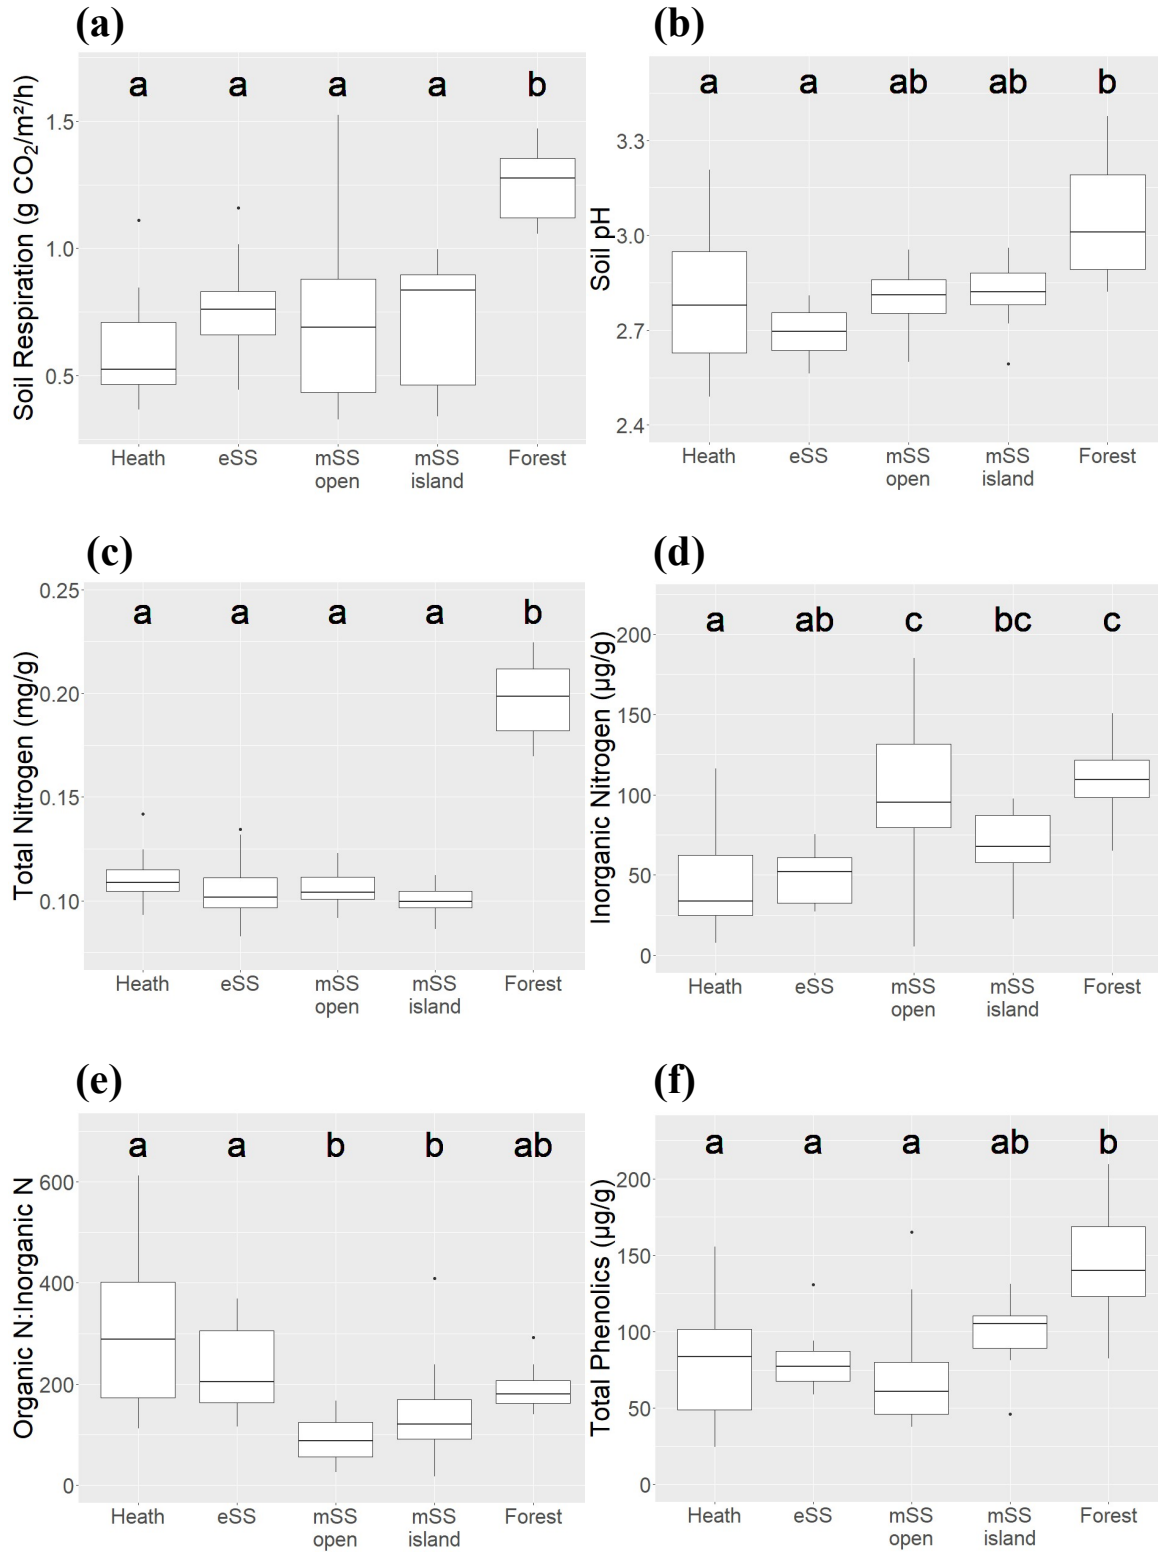 (a)
Soil Respiration (g CO₂/m²/h)
a a a a b
1.5
1.0
0.5
Heath eSS mSS open mSS island Forest
(b)
Soil pH
a a ab ab b
3.3
3.0
2.7
2.4
Heath eSS mSS open mSS island Forest
(c)
Total Nitrogen (mg/g)
a a a a b
0.25
0.20
0.15
0.10
Heath eSS mSS open mSS island Forest
(d)
Inorganic Nitrogen (µg/g)
a ab c bc c
200
150
100
50
0
Heath eSS mSS open mSS island Forest
(e)
Organic N:Inorganic N
a a b b ab
600
400
200
0
Heath eSS mSS open mSS island Forest
(f)
Total Phenolics (µg/g)
a a a ab b
200
150
100
50
0
Heath eSS mSS open mSS island Forest